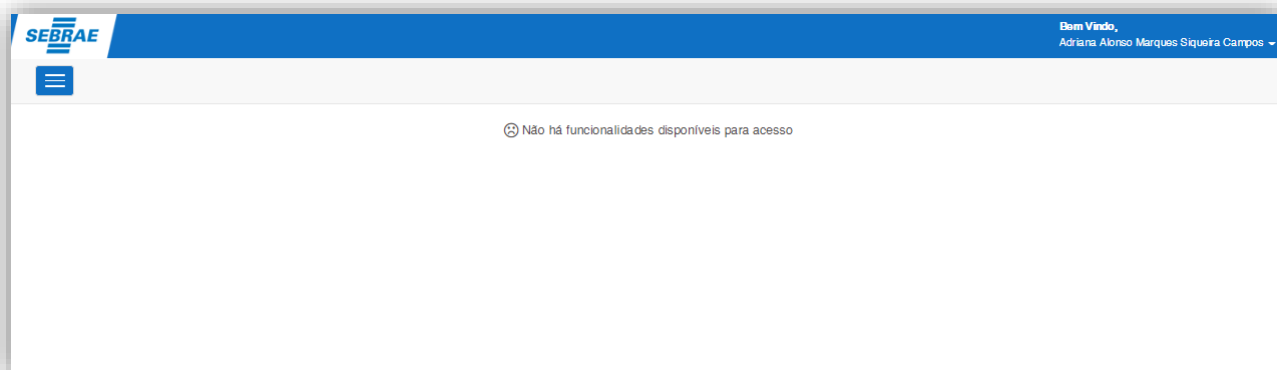 SEBRAE
Bem Vindo,
Adriana Alonso Marques Siqueira Campos
Não há funcionalidades disponíveis para acesso